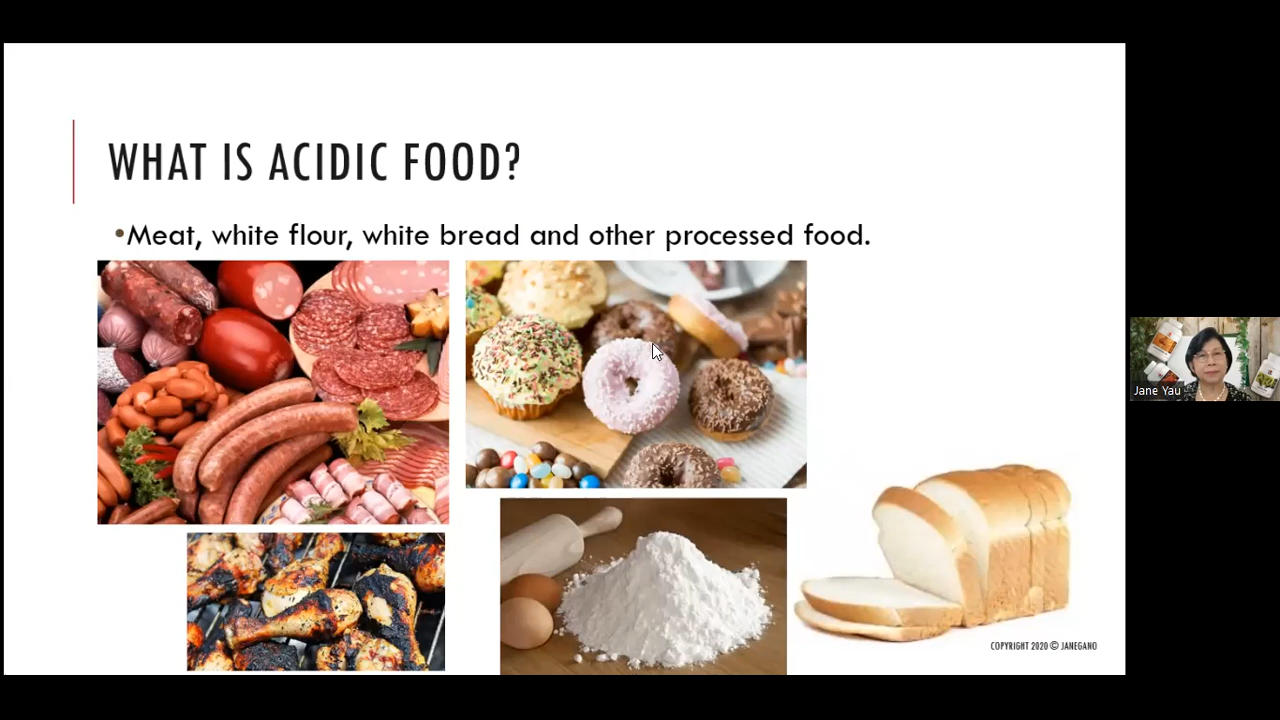 WHAT IS ACIDIC FOOD?
•Meat, white flour, white bread and other processed food.
Jane Yau
COPYRIGHT 2020 © JANEGANO